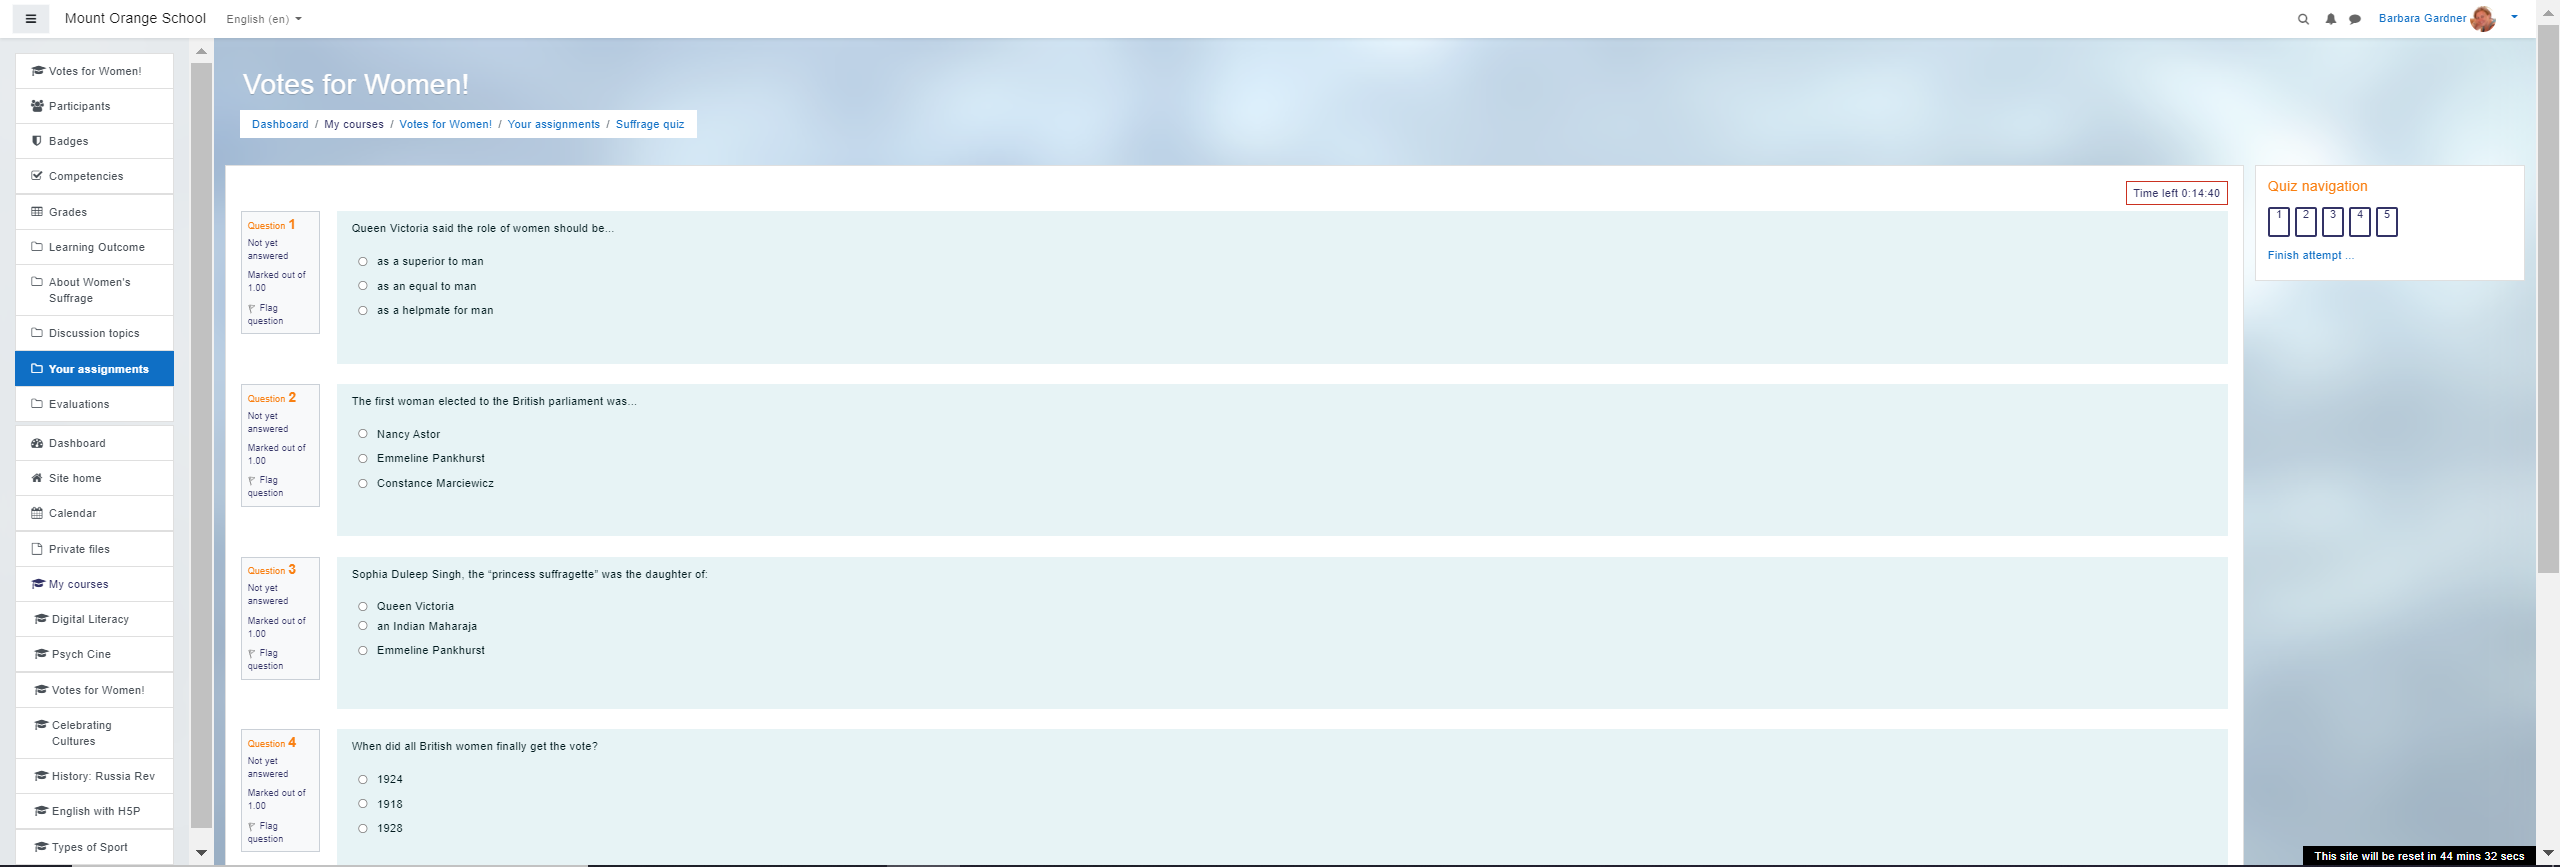 Mount Orange School
English (en)
Barbara Gardner
Votes for Women!
Participants
Badges
Competencies
Grades
Learning Outcome
About Women's
Suffrage
Discussion topics
Your assignments
Evaluations
Dashboard
Site home
Calendar
Private files
My courses
Digital Literacy
Psych Cine
Votes for Women!
Celebrating
Cultures
History: Russia Rev
English with H5P
Types of Sport
Votes for Women!
Dashboard / My courses / Votes for Women! / Your assignments / Suffrage quiz
Time left 0:14:40
Question 1
Not yet
answered
Marked out of
1.00
Flag
question
Queen Victoria said the role of women should be...
as a superior to man
as an equal to man
as a helpmate for man
Question 2
Not yet
answered
Marked out of
1.00
Flag
question
The first woman elected to the British parliament was...
Nancy Astor
Emmeline Pankhurst
Constance Marciewicz
Question 3
Not yet
answered
Marked out of
1.00
Flag
question
Sophia Duleep Singh, the “princess suffragette” was the daughter of:
Queen Victoria
an Indian Maharaja
Emmeline Pankhurst
Question 4
Not yet
answered
Marked out of
1.00
Flag
question
When did all British women finally get the vote?
1924
1918
1928
Quiz navigation
1 2 3 4 5
Finish attempt ...
This site will be reset in 44 mins 32 secs